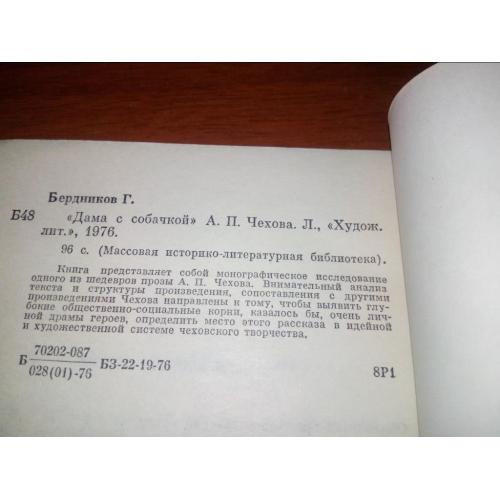 Бердников Г.
Б48 «Дама с собачкой» А. П. Чехова. Л., «Худож.
лит.», 1976.
96 с. (Массовая историко-литературная библиотека).
Книга представляет собой монографическое исследование
одного из шедевров прозы А. П. Чехова. Внимательный анализ
текста и структуры произведения, сопоставления с другими
произведениями Чехова направлены к тому, чтобы выявить глу-
бокие общественно-социальные корки, казалось бы, очень лич-
ной драмы героев, определить место этого рассказа в идейной
и художественной системе чеховского творчества.
Б 70202-087
028(01)-76 БЗ-22-19-76 8Р1